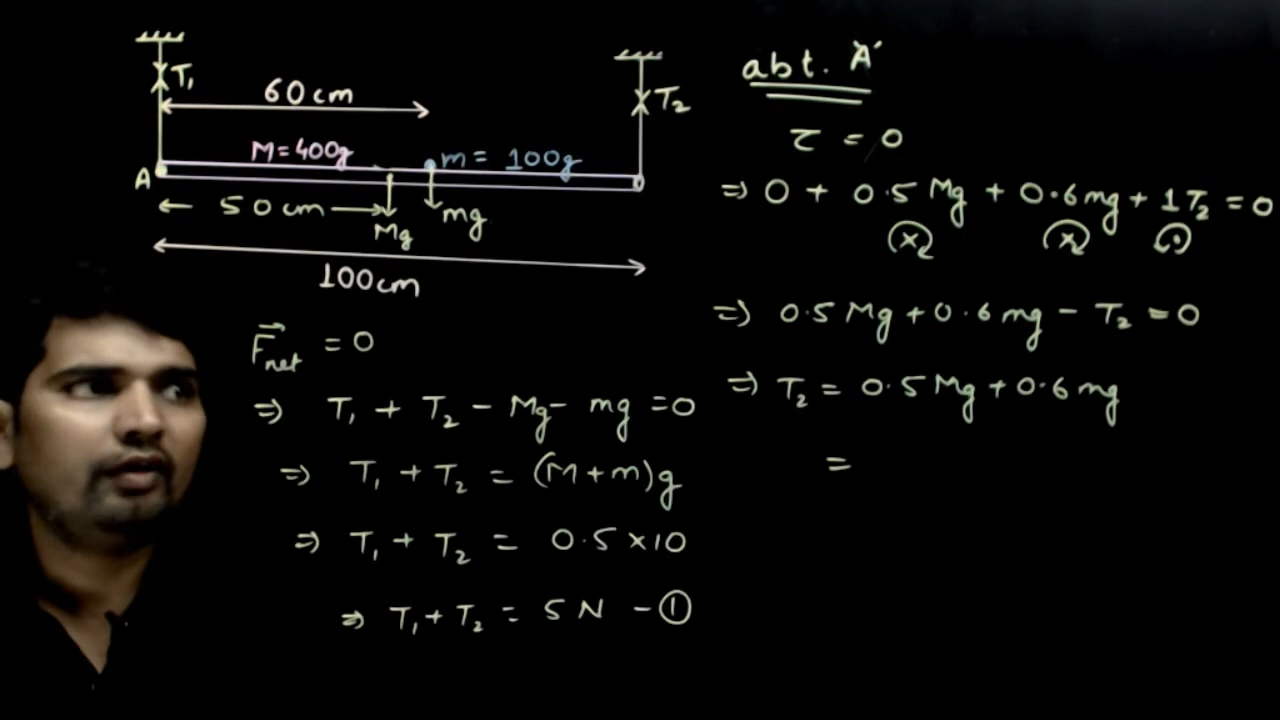 T₁
60 cm
T₂
M = 400g
m = 100g
A
50 cm
Mg
mg
100cm
F⃗net = 0
⇒ T₁ + T₂ - Mg - mg = 0
⇒ T₁ + T₂ = (M + m)g
⇒ T₁ + T₂ = 0.5 × 10
⇒ T₁ + T₂ = 5 N - ①
abt. A
τ = 0
⇒ 0 + 0.5 Mg + 0.6 mg + 1 T₂ = 0
⊗ ⊗ ⊙
⇒ 0.5 Mg + 0.6 mg - T₂ = 0
⇒ T₂ = 0.5 Mg + 0.6 mg
=